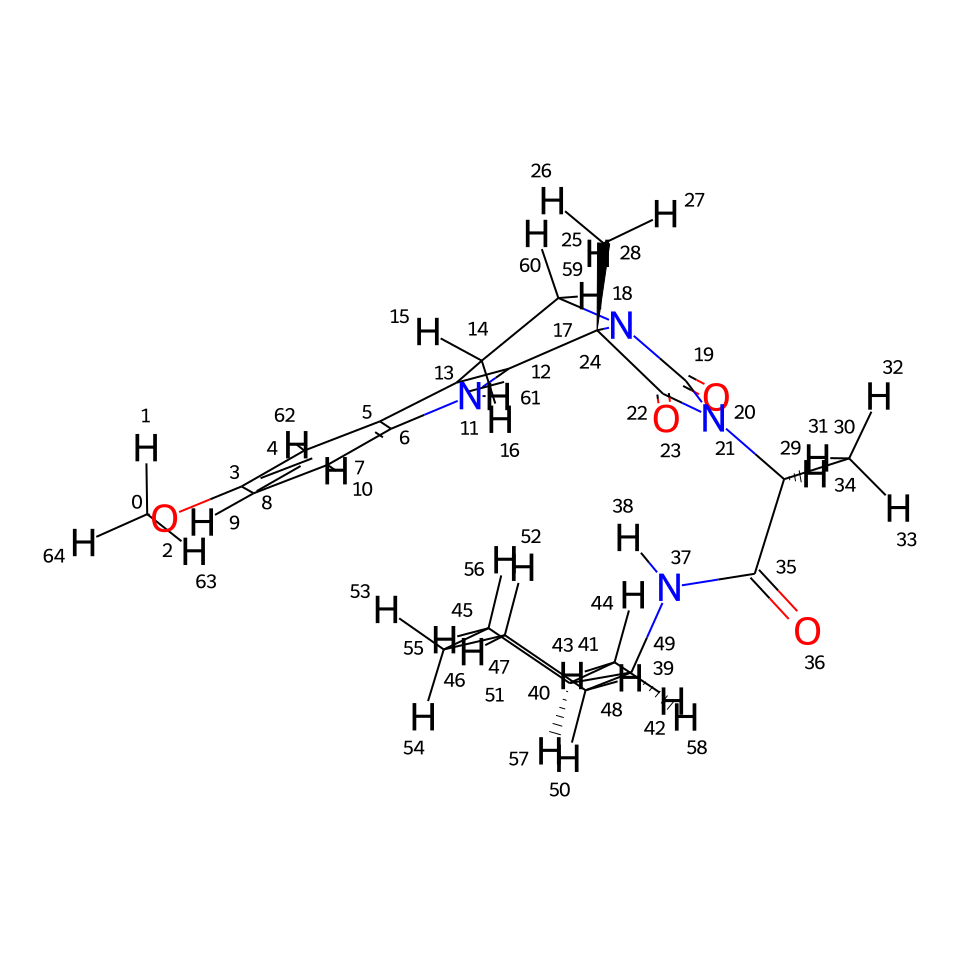 26
H
H 27
H 25 H 28
60 59
H 18
15 H 14 17 N
19
24
32
H
13 12
N H 61
O
O N 20
22
23 21
62 5
H
4
6
11
H
16
29 31 30
H
H 34
1
H
3
H 7
10
8
0
O
H 9
2
H
33
64 H
H
63
38
H
52
H H
56
37
N
35
53
H
45
44 H
O
36
55 H
H 47
46
43 41
H
49
H 39
51
40
48
H
42 H
58
H
54
57 H
H
50